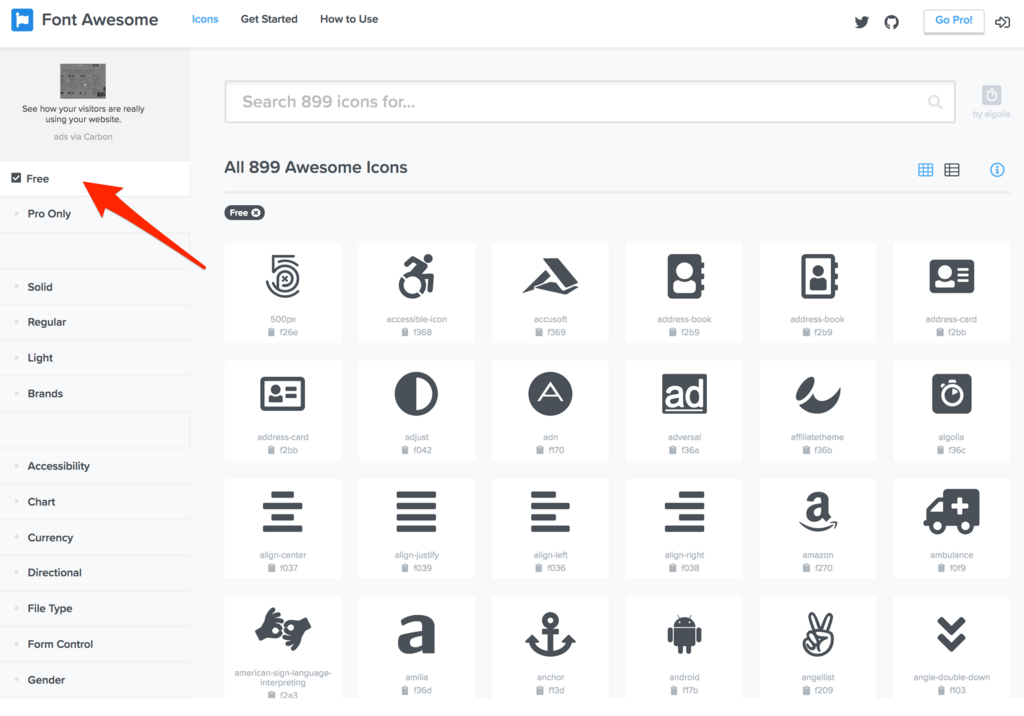 Font Awesome
Icons
Get Started
How to Use
Go Pro!
See how your visitors are really
using your website.
ads via Carbon
Free
Pro Only
Solid
Regular
Light
Brands
Accessibility
Chart
Currency
Directional
File Type
Form Control
Gender
Search 899 icons for...
by algolia
All 899 Awesome Icons
Free
500px
f26e
accessible-icon
f368
accusoft
f369
address-book
f2b9
address-book
f2b9
address-card
f2bb
address-card
f2bb
adjust
f042
adn
f170
ad
adversal
f36a
affiliatetheme
f36b
algolia
f36c
align-center
f037
align-justify
f039
align-left
f036
align-right
f038
amazon
f270
ambulance
f0f9
american-sign-language-
interpreting
f2a3
amilia
f36d
anchor
f13d
android
f17b
angellist
f209
angle-double-down
f103